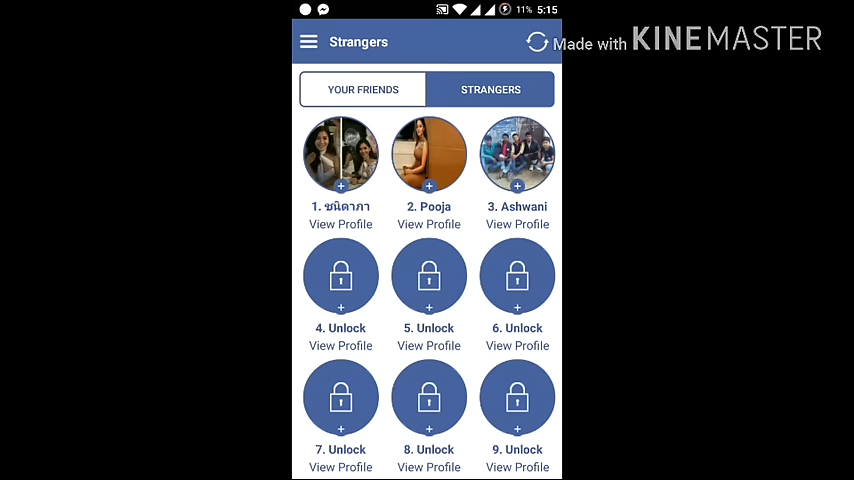 11% 5:15
Strangers
Made with KINEMASTER
YOUR FRIENDS STRANGERS
1. ชนิดาภา 2. Pooja 3. Ashwani
View Profile View Profile View Profile
4. Unlock 5. Unlock 6. Unlock
View Profile View Profile View Profile
7. Unlock 8. Unlock 9. Unlock
View Profile View Profile View Profile